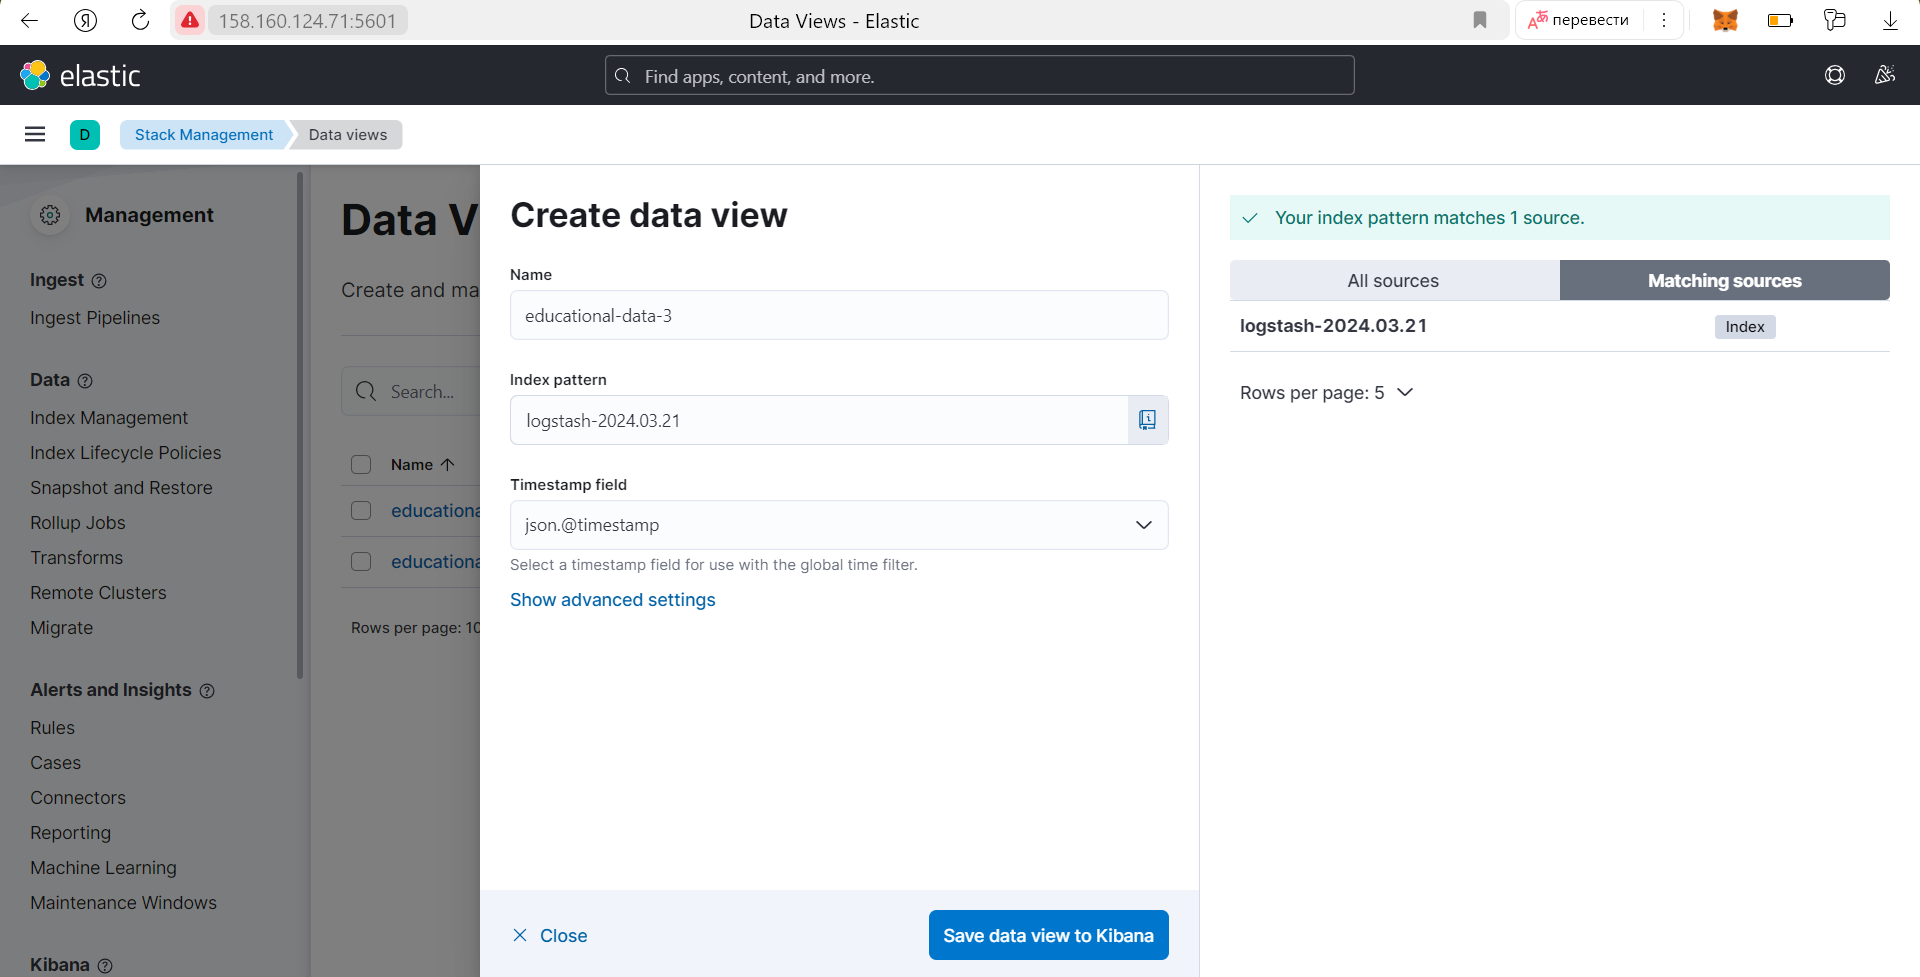 Я
158.160.124.71:5601
Data Views - Elastic
перевести
elastic
Find apps, content, and more.
D
Stack Management
Data views
Management
Ingest
Ingest Pipelines
Data
Index Management
Index Lifecycle Policies
Snapshot and Restore
Rollup Jobs
Transforms
Remote Clusters
Migrate
Alerts and Insights
Rules
Cases
Connectors
Reporting
Machine Learning
Maintenance Windows
Kibana
Data V
Create and ma
Search...
Name
educationa
educationa
Rows per page: 10
Create data view
Name
educational-data-3
Index pattern
logstash-2024.03.21
Timestamp field
json.@timestamp
Select a timestamp field for use with the global time filter.
Show advanced settings
Close
Save data view to Kibana
Your index pattern matches 1 source.
All sources
Matching sources
logstash-2024.03.21
Index
Rows per page: 5